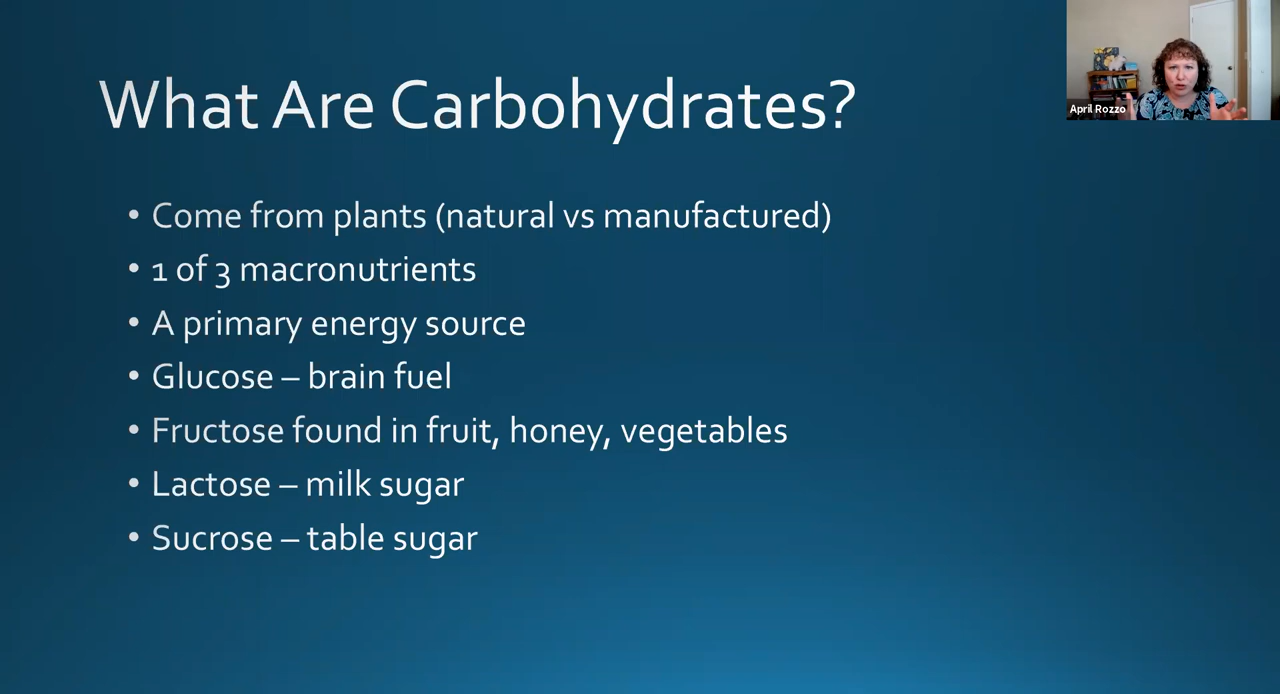 What Are Carbohydrates?
• Come from plants (natural vs manufactured)
• 1 of 3 macronutrients
• A primary energy source
• Glucose – brain fuel
• Fructose found in fruit, honey, vegetables
• Lactose – milk sugar
• Sucrose – table sugar
April Rozzo